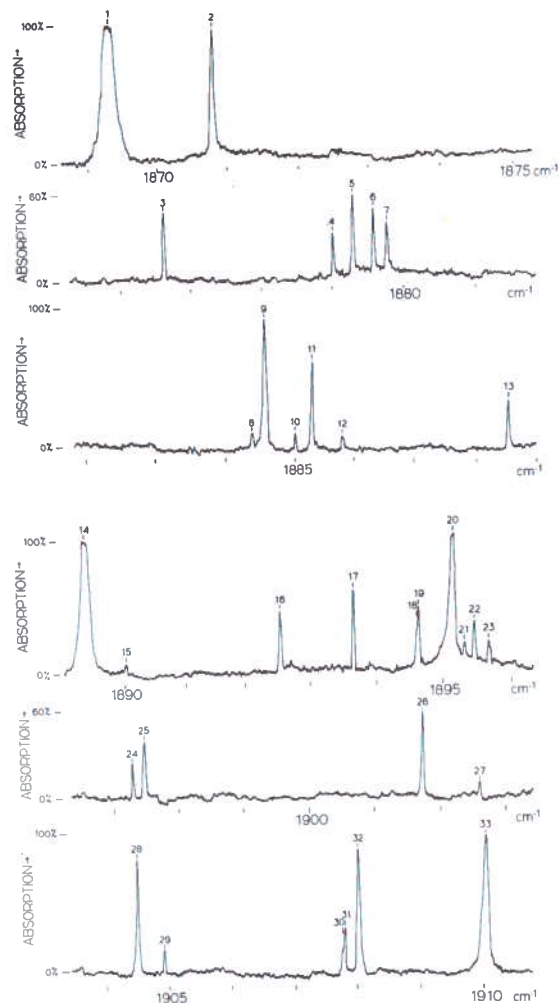 1 2
100%
ABSORPTION→
0%
1870 1875 cm⁻¹
3 4 5 6 7
60%
ABSORPTION→
0%
1880 cm⁻¹
8 9 10 11 12 13
100%
ABSORPTION→
0%
1885 cm⁻¹
14 15 16 17 18 19 20 21 22 23
100%
ABSORPTION→
0%
1890 1895 cm⁻¹
24 25 26 27
60%
ABSORPTION→
0%
1900 cm⁻¹
28 29 30 31 32 33
100%
ABSORPTION→
0%
1905 1910 cm⁻¹